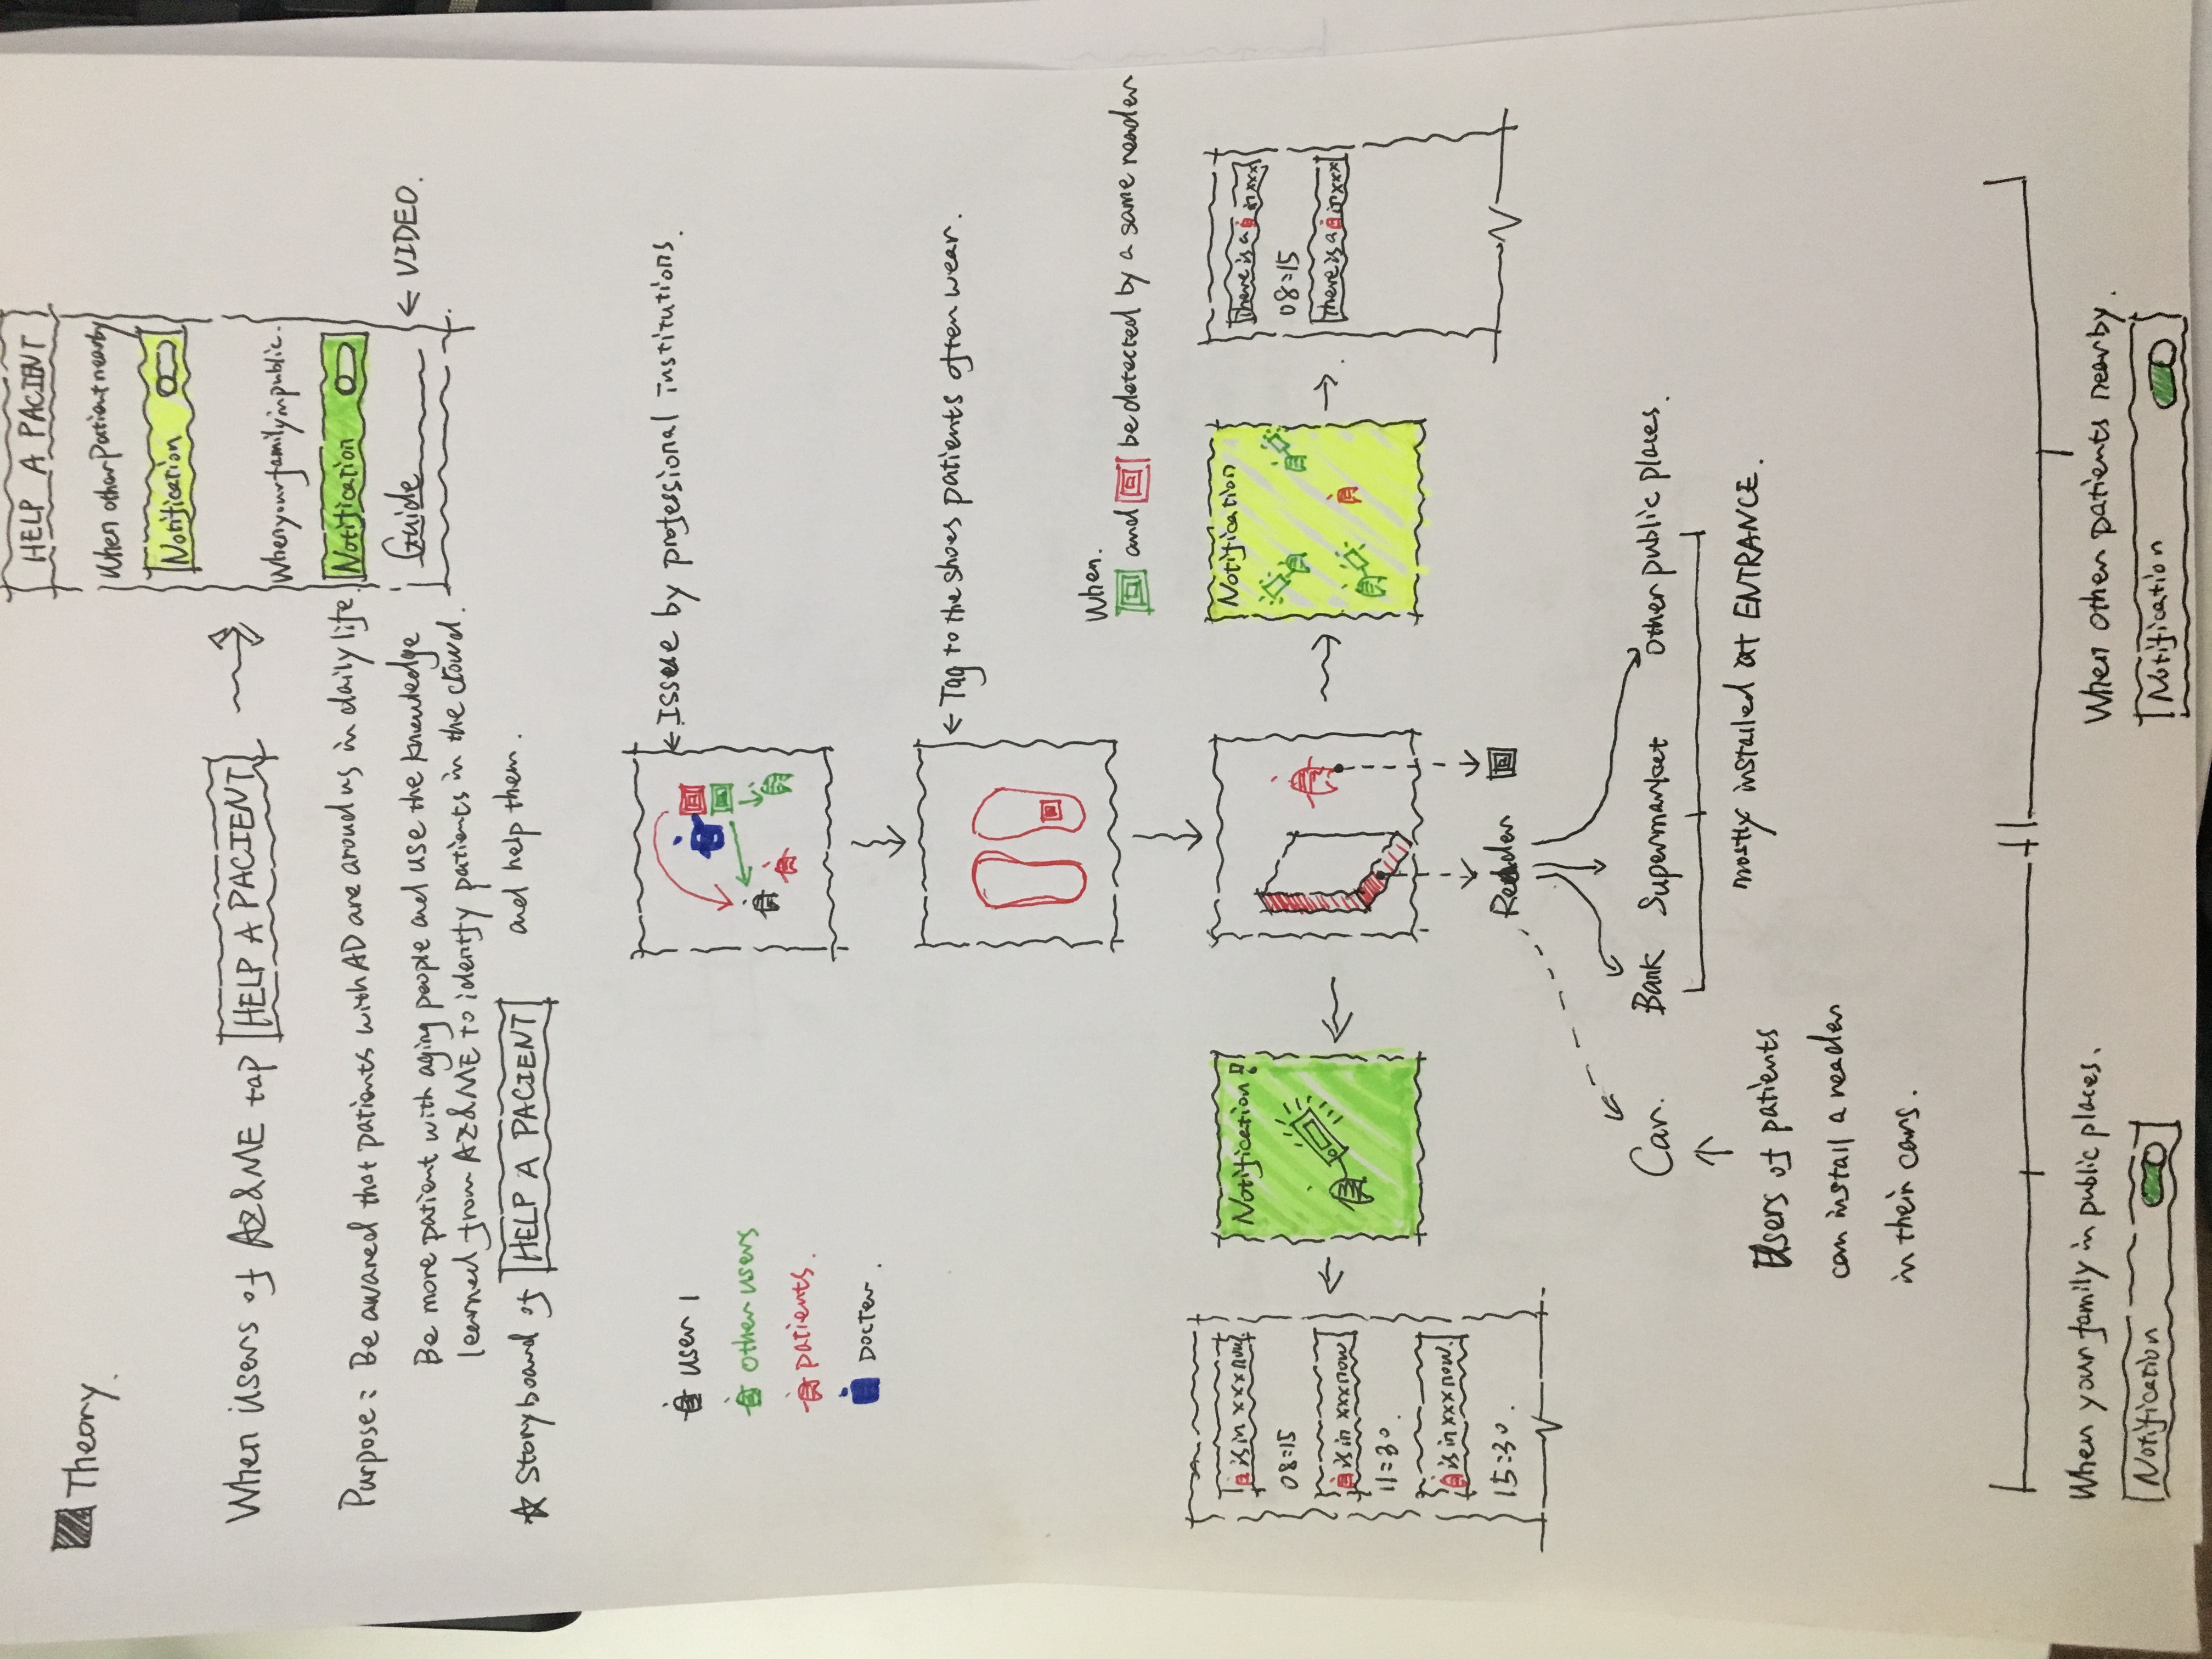 Theory.
HELP A PACIENT
When other Patient nearby
Notification
When users of AZ&ME tap HELP A PACIENT
When your family in public.
Notification
Guide
← VIDEO.
Purpose: Be awared that patients with AD are aroud us in daily life.
Be more patient with aging people and use the knowledge
learned from AZ&ME to identfy patients in the crowd.
and help them.
☆ Storyboard of HELP A PACIENT
user 1
other users
patients.
Docter.
← Issue by professional institutions.
← Tag to the shoes patients often wear.
When.
and be detected by a same reader
is in xxx now.
08:15
is in xxx now
11:30.
is in xxx now.
15:30.
Notification!
Notification
There is a in xxx
08:15
There is a in xxx
Reader
Car.
Bank
Supermarket
Other public places.
mostly installed at ENTRANCE.
Users of patients
can install a reader
in their cars.
When your family in public places.
Notification
When other patients nearby.
Notification